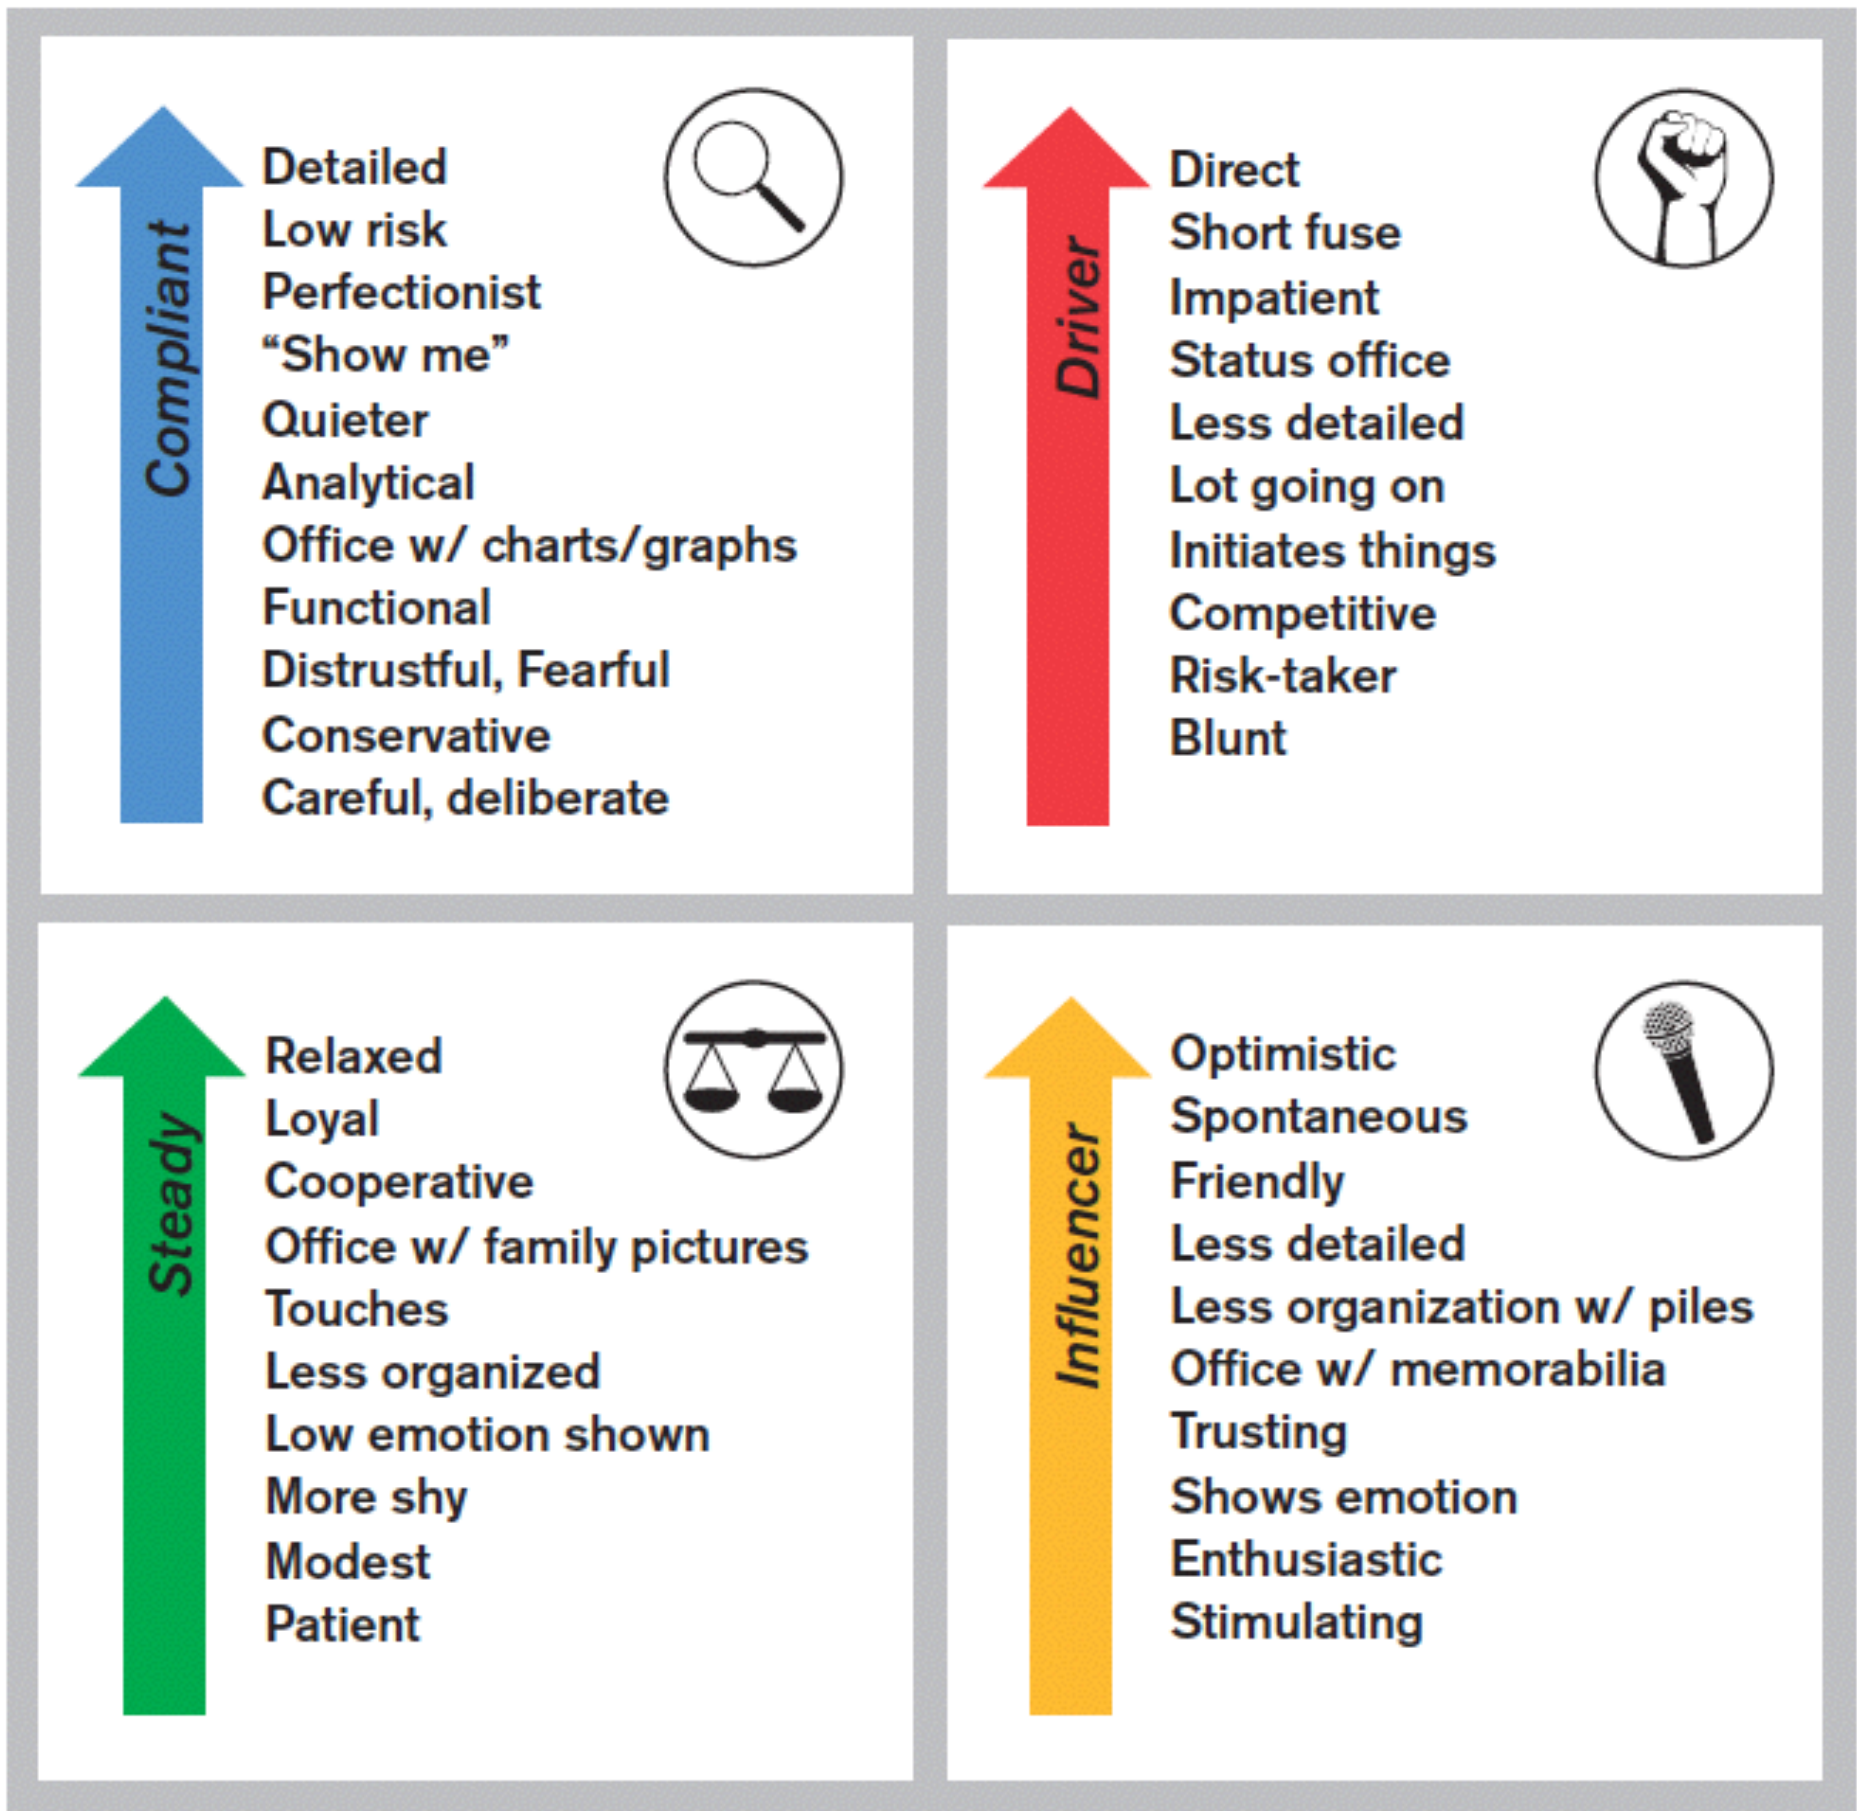 Compliant
Detailed
Low risk
Perfectionist
“Show me”
Quieter
Analytical
Office w/ charts/graphs
Functional
Distrustful, Fearful
Conservative
Careful, deliberate
Driver
Direct
Short fuse
Impatient
Status office
Less detailed
Lot going on
Initiates things
Competitive
Risk-taker
Blunt
Steady
Relaxed
Loyal
Cooperative
Office w/ family pictures
Touches
Less organized
Low emotion shown
More shy
Modest
Patient
Influencer
Optimistic
Spontaneous
Friendly
Less detailed
Less organization w/ piles
Office w/ memorabilia
Trusting
Shows emotion
Enthusiastic
Stimulating